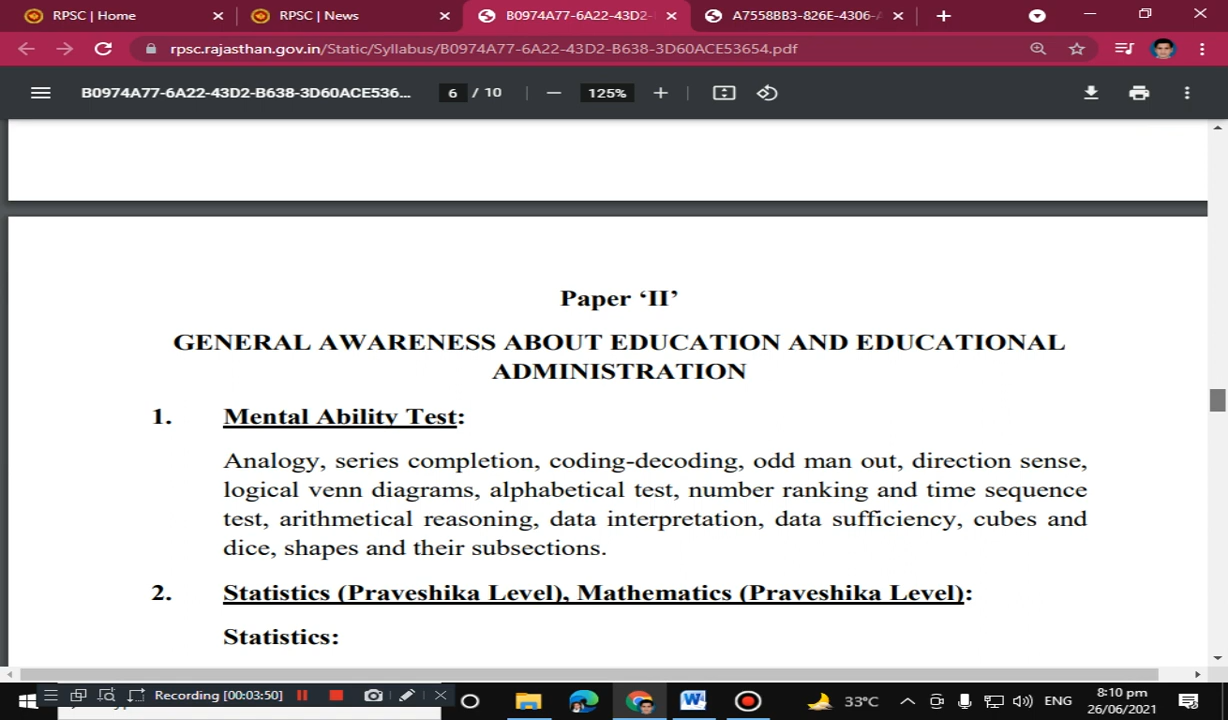 RPSC | Home
RPSC | News
B0974A77-6A22-43D2-
A7558BB3-826E-4306-A
rpsc.rajasthan.gov.in/Static/Syllabus/B0974A77-6A22-43D2-B638-3D60ACE53654.pdf
B0974A77-6A22-43D2-B638-3D60ACE536...
6 / 10
125%
Paper ‘II’
GENERAL AWARENESS ABOUT EDUCATION AND EDUCATIONAL
ADMINISTRATION
1. Mental Ability Test:
Analogy, series completion, coding-decoding, odd man out, direction sense,
logical venn diagrams, alphabetical test, number ranking and time sequence
test, arithmetical reasoning, data interpretation, data sufficiency, cubes and
dice, shapes and their subsections.
2. Statistics (Praveshika Level), Mathematics (Praveshika Level):
Statistics:
Recording [00:03:50]
33°C
ENG
8:10 pm
26/06/2021